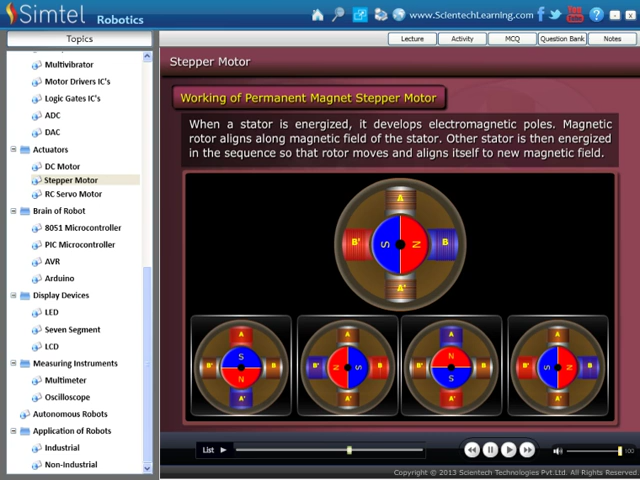 Simtel Robotics
www.ScientechLearning.com
Topics
Lecture
Activity
MCQ
Question Bank
Notes
Multivibrator
Motor Drivers IC's
Logic Gates IC's
ADC
DAC
Actuators
DC Motor
Stepper Motor
RC Servo Motor
Brain of Robot
8051 Microcontroller
PIC Microcontroller
AVR
Arduino
Display Devices
LED
Seven Segment
LCD
Measuring Instruments
Multimeter
Oscilloscope
Autonomous Robots
Application of Robots
Industrial
Non-Industrial
Stepper Motor
Working of Permanent Magnet Stepper Motor
When a stator is energized, it develops electromagnetic poles. Magnetic
rotor aligns along magnetic field of the stator. Other stator is then energized
in the sequence so that rotor moves and aligns itself to new magnetic field.
A
B' S N B
A'
A
B' S B
N
A'
A
B' N S B
A'
A
B' N B
S
A'
A
B' S N B
A'
List
100
Copyright © 2013 Scientech Technologies Pvt.Ltd. All Rights Reserved.